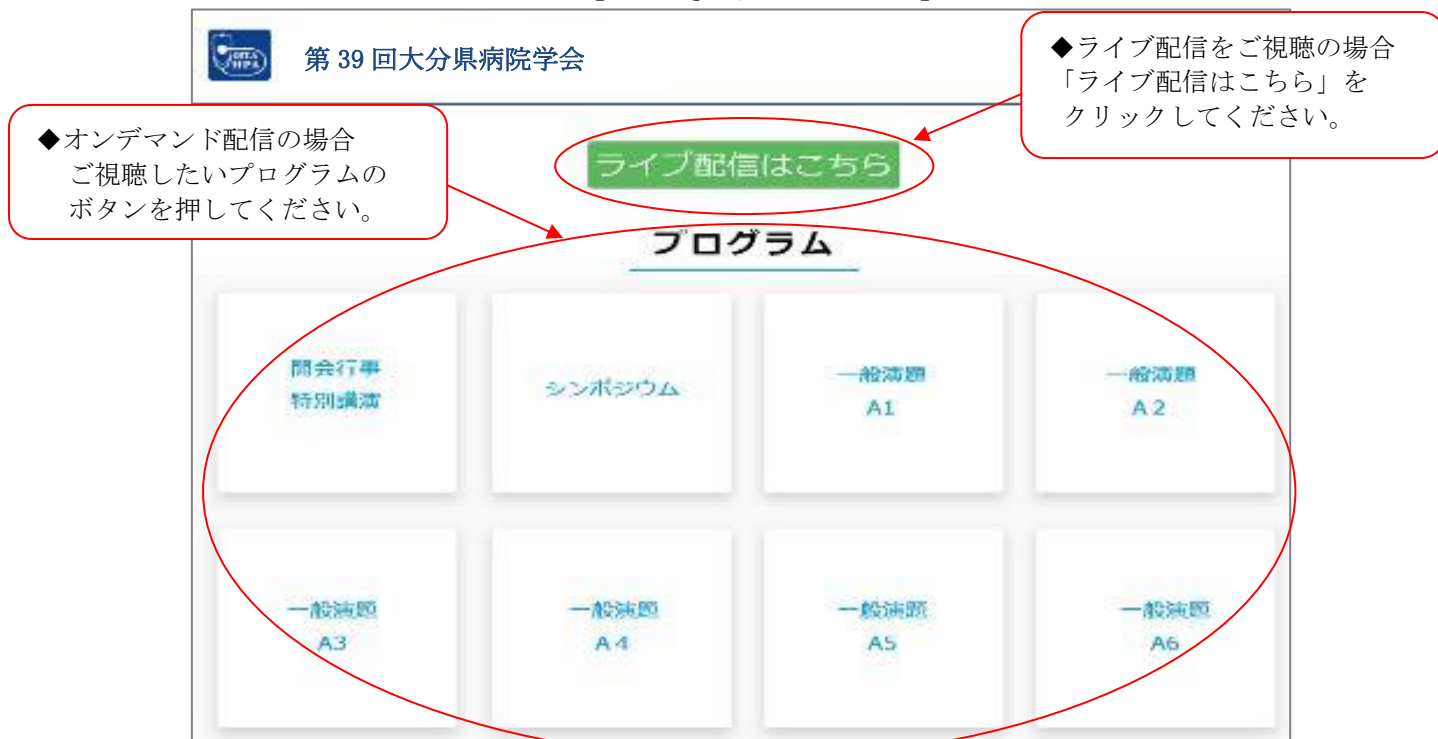 第 39 回大分県病院学会
◆ライブ配信をご視聴の場合
「ライブ配信はこちら」を
クリックしてください。
◆オンデマンド配信の場合
ご視聴したいプログラムの
ボタンを押してください。
ライブ配信はこちら
プログラム
開会行事
特別講演
シンポジウム
一般演題
A1
一般演題
A 2
一般演題
A3
一般演題
A 4
一般演題
A5
一般演題
A6